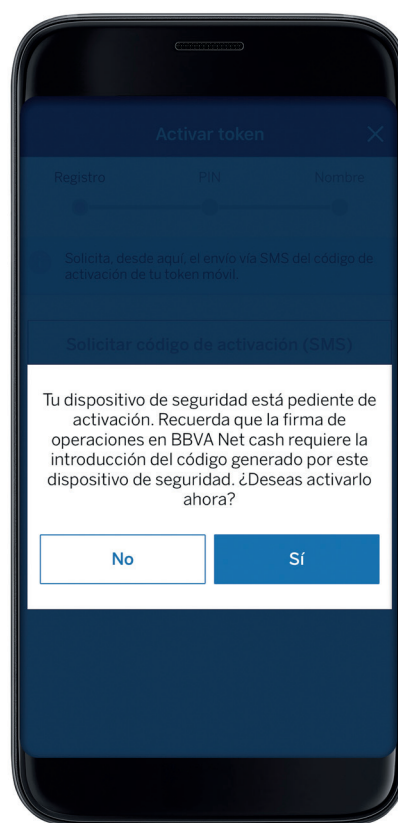 Activar token
Registro PIN Nombre
Solicita, desde aquí, el envío vía SMS del código de
activación de tu token móvil.
Solicitar código de activación (SMS)
Tu dispositivo de seguridad está pediente de
activación. Recuerda que la firma de
operaciones en BBVA Net cash requiere la
introducción del código generado por este
dispositivo de seguridad. ¿Deseas activarlo
ahora?
No Sí